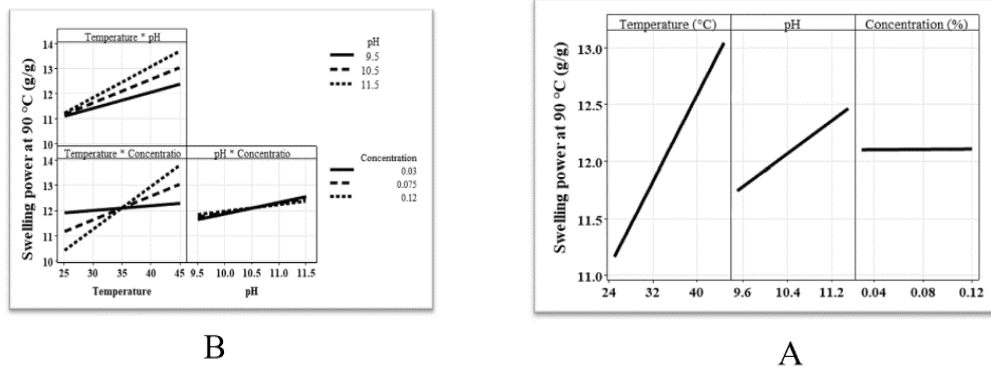 Temperature * pH
14
13
12
11
10
pH
9.5
10.5
11.5
Swelling power at 90 °C (g/g)
Temperature * Concentratio
pH * Concentratio
14
13
12
11
10
Concentration
0.03
0.075
0.12
25 30 35 40 45 9.5 10.0 10.5 11.0 11.5
Temperature
pH
B
Temperature (°C) pH Concentration (%)
13.0
12.5
12.0
11.5
11.0
Swelling power at 90 °C (g/g)
24 32 40 9.6 10.4 11.2 0.04 0.08 0.12
A